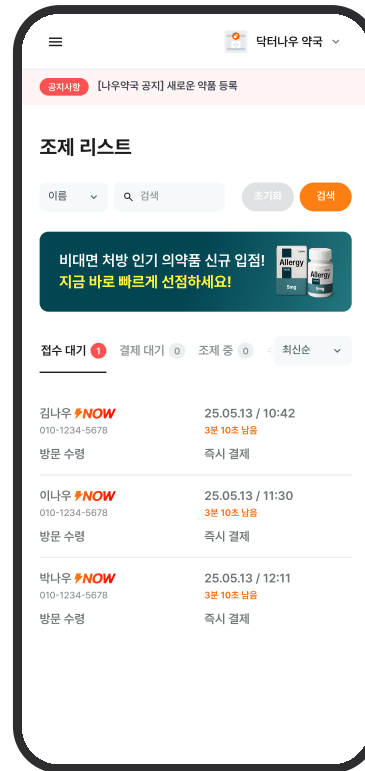 닥터나우 약국
공지사항 [나우약국 공지] 새로운 약품 등록
조제 리스트
이름 검색 초기화 검색
비대면 처방 인기 의약품 신규 입점!
지금 바로 빠르게 선점하세요!
Allergy
5mg
Allergy
5mg
접수 대기 1 결제 대기 0 조제 중 0 최신순
김나우 NOW 25.05.13 / 10:42
010-1234-5678 3분 10초 남음
방문 수령 즉시 결제
이나우 NOW 25.05.13 / 11:30
010-1234-5678 3분 10초 남음
방문 수령 즉시 결제
박나우 NOW 25.05.13 / 12:11
010-1234-5678 3분 10초 남음
방문 수령 즉시 결제